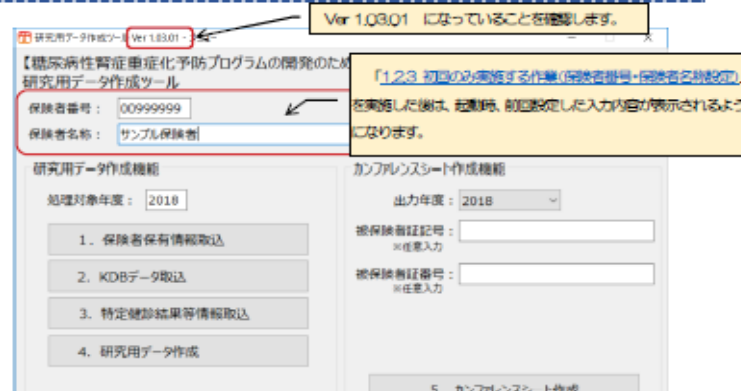 Ver 1.03.01 になっていることを確認します。
研究用データ作成ツール Ver 1.03.01 -
【糖尿病性腎症重症化予防プログラムの開発のため
研究用データ作成ツール
「1.2.3 初回のみ実施する作業(保険者番号・保険者名称設定)」
を実施した後は、起動時、前回設定した入力内容が表示されるよう
になります。
保険者番号： 00999999
保険者名称： サンプル保険者
研究用データ作成機能
処理対象年度： 2018
1．保険者保有情報取込
2．KDBデータ取込
3．特定健診結果等情報取込
4．研究用データ作成
カンファレンスシート作成機能
出力年度： 2018
被保険者証記号：
※任意入力
被保険者証番号：
※任意入力
5．カンファレンスシート作成